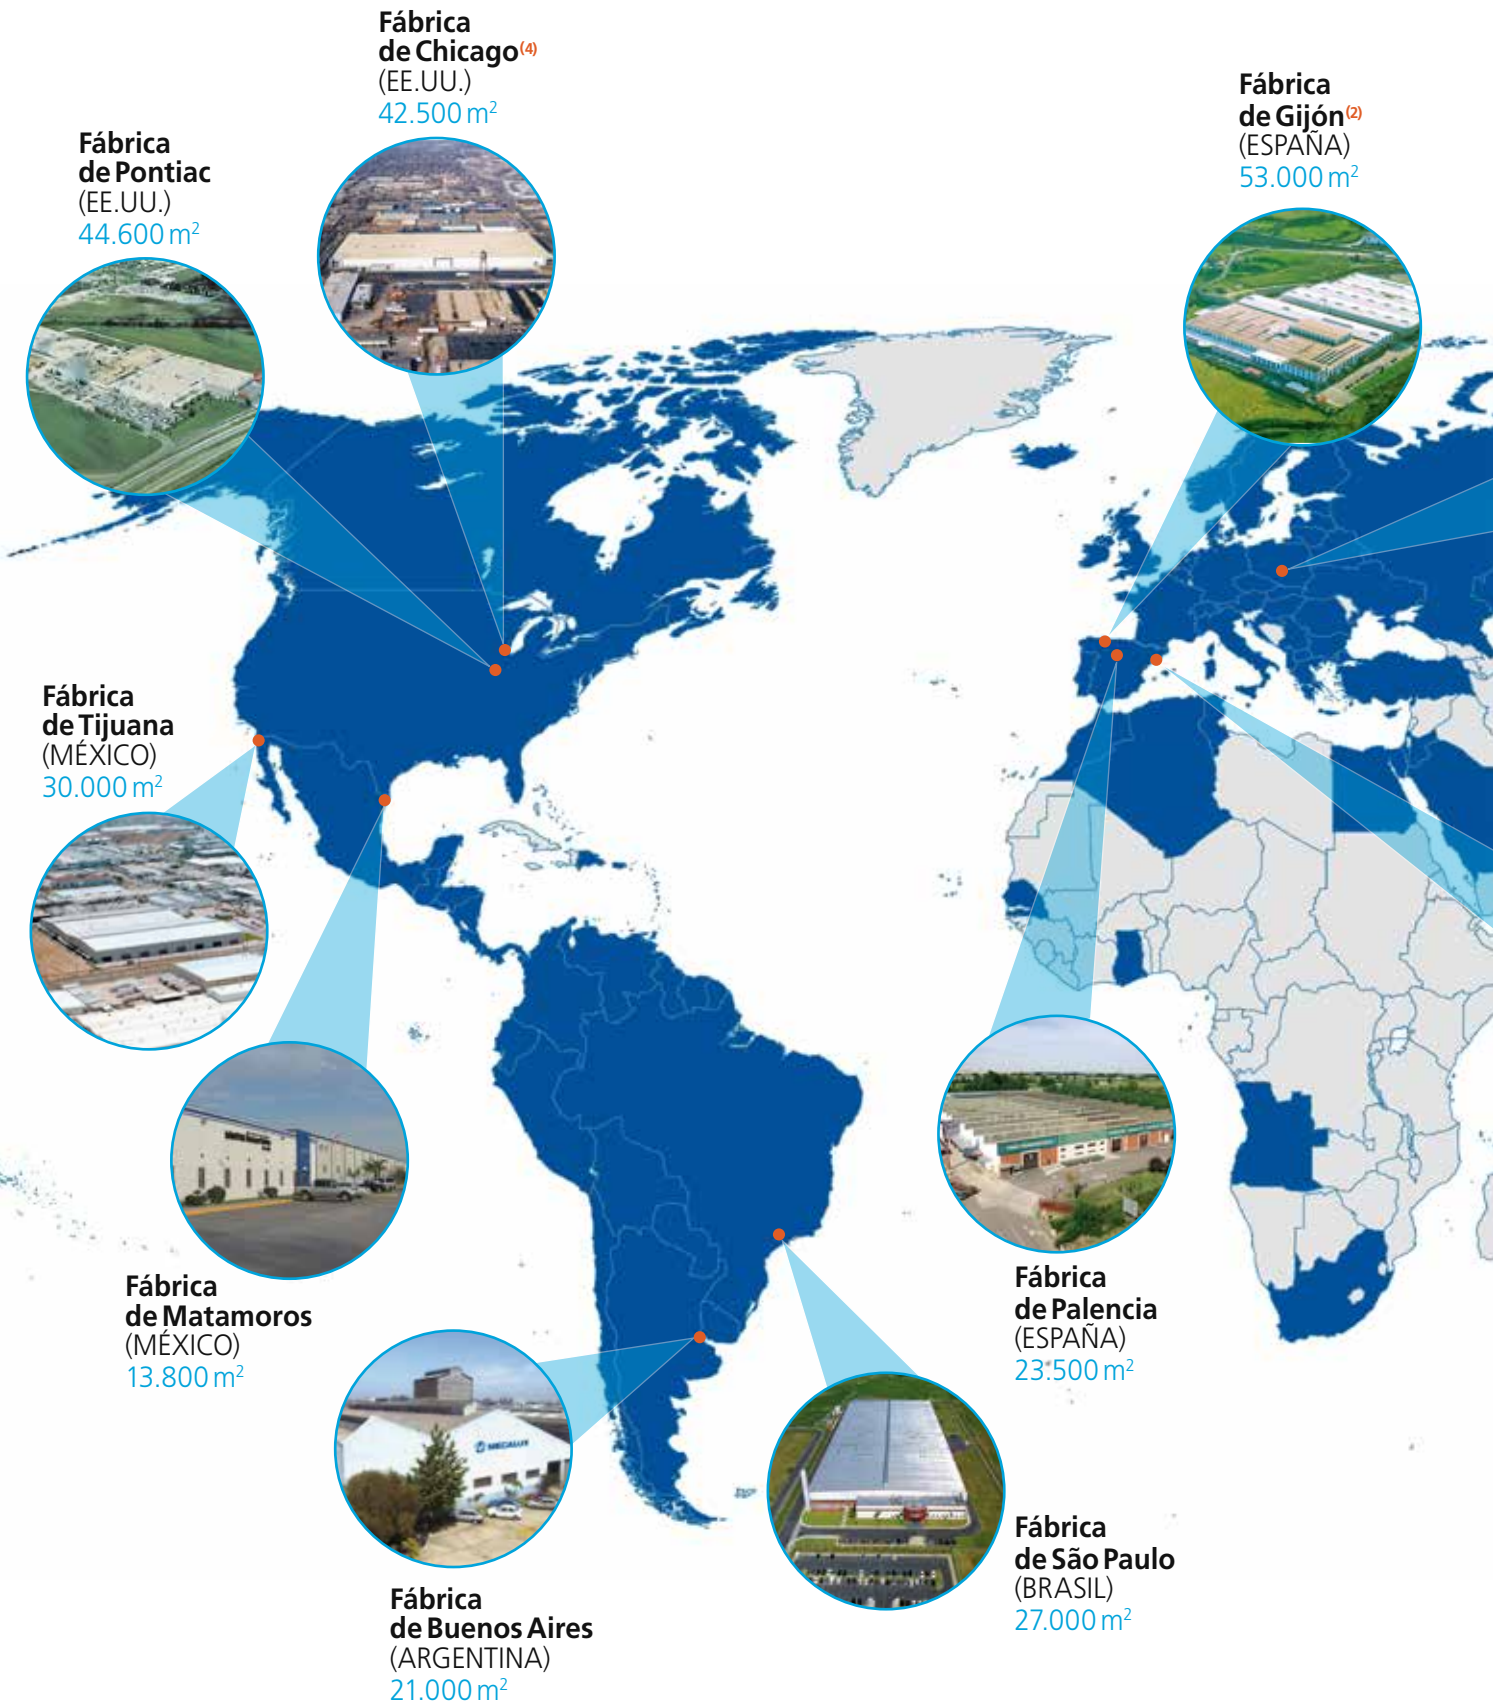 Fábrica
de Chicago(4)
(EE.UU.)
42.500 m²
Fábrica
de Gijón(2)
(ESPAÑA)
53.000 m²
Fábrica
de Pontiac
(EE.UU.)
44.600 m²
Fábrica
de Tijuana
(MÉXICO)
30.000 m²
Fábrica
de Matamoros
(MÉXICO)
13.800 m²
Fábrica
de Palencia
(ESPAÑA)
23.500 m²
MECALUX
Fábrica
de São Paulo
(BRASIL)
27.000 m²
Fábrica
de Buenos Aires
(ARGENTINA)
21.000 m²